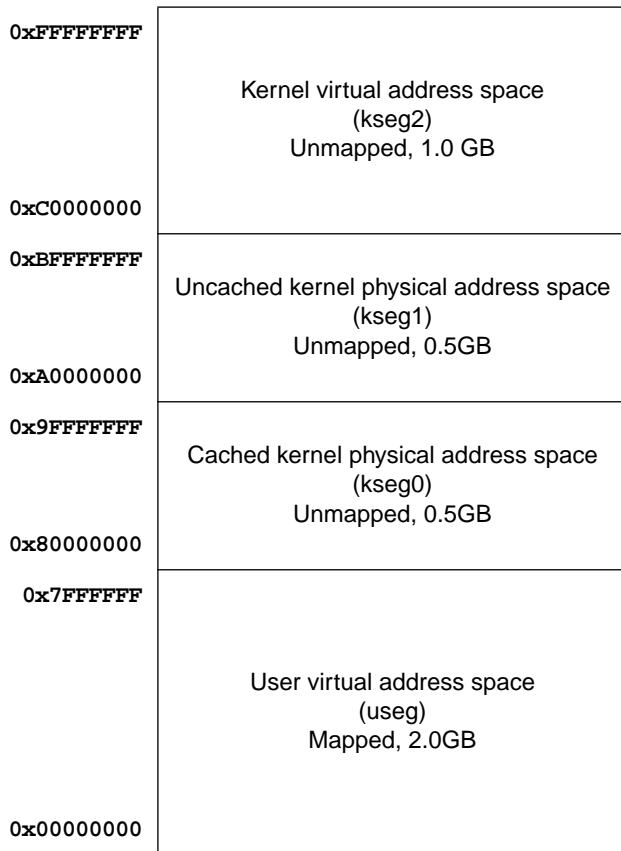 0xFFFFFFFF
Kernel virtual address space
(kseg2)
Unmapped, 1.0 GB
0xC0000000
0xBFFFFFFF
Uncached kernel physical address space
(kseg1)
Unmapped, 0.5GB
0xA0000000
0x9FFFFFFF
Cached kernel physical address space
(kseg0)
Unmapped, 0.5GB
0x80000000
0x7FFFFFF
User virtual address space
(useg)
Mapped, 2.0GB
0x00000000